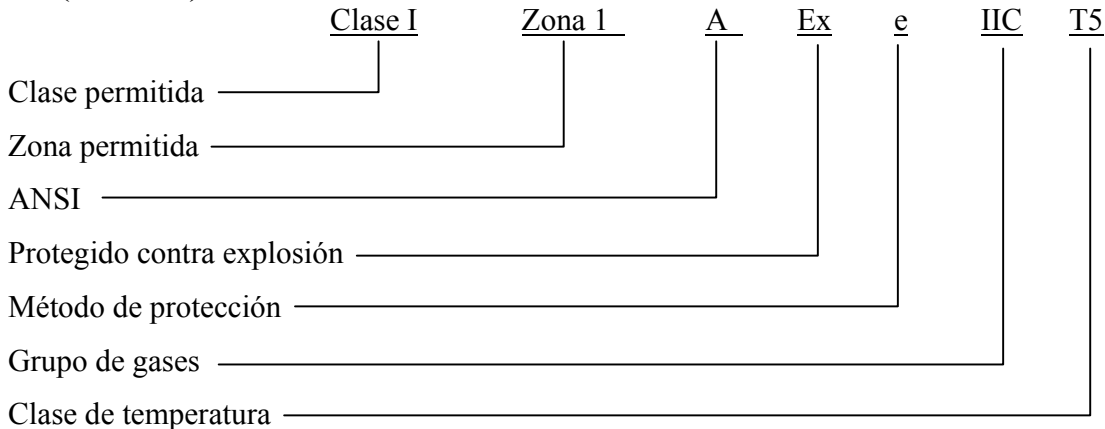 Clase I Zona 1 A Ex e IIC T5
Clase permitida
Zona permitida
ANSI
Protegido contra explosión
Método de protección
Grupo de gases
Clase de temperatura